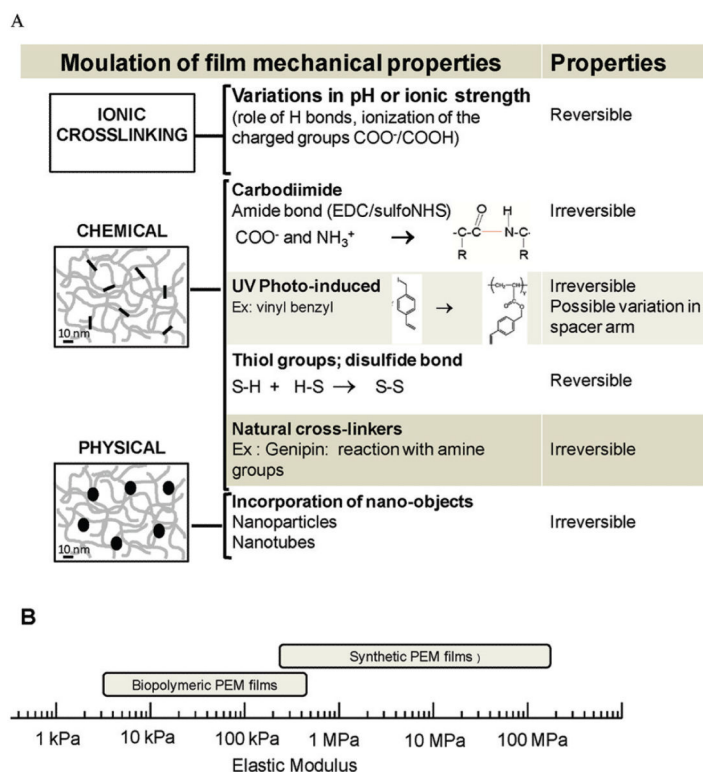 A
Moulation of film mechanical properties Properties
IONIC
CROSSLINKING
Variations in pH or ionic strength
(role of H bonds, ionization of the
charged groups COO⁻/COOH)
Reversible
CHEMICAL
10 nm
Carbodiimide
Amide bond (EDC/sulfoNHS)
COO⁻ and NH₃⁺ →
O H
-C-C-N-C-
R R
Irreversible
UV Photo-induced
Ex: vinyl benzyl →
Irreversible
Possible variation in
spacer arm
Thiol groups; disulfide bond
S-H + H-S → S-S
Reversible
Natural cross-linkers
Ex : Genipin: reaction with amine
groups
Irreversible
PHYSICAL
10 nm
Incorporation of nano-objects
Nanoparticles
Nanotubes
Irreversible
B
Synthetic PEM films )
Biopolymeric PEM films
1 kPa 10 kPa 100 kPa 1 MPa 10 MPa 100 MPa
Elastic Modulus